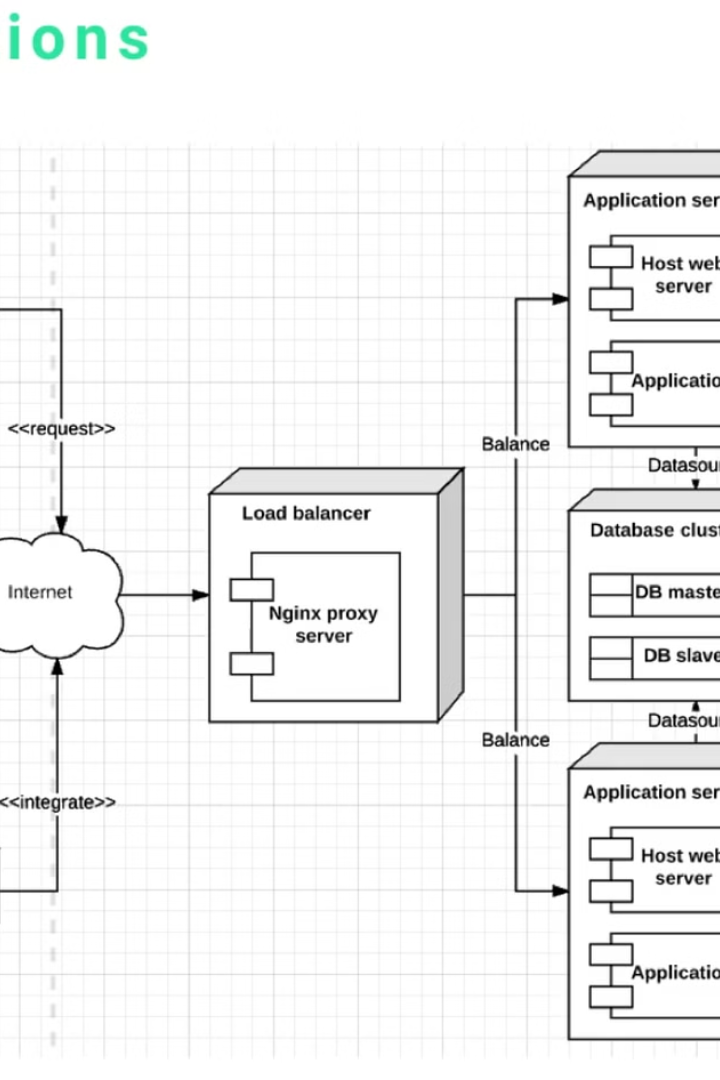 ions
Application ser
Host web
server
Applicatio
<<request>>
Balance
Datasour
Load balancer
Database clust
Internet
Nginx proxy
server
DB maste
DB slave
Datasour
Balance
<<integrate>>
Application ser
Host web
server
Applicatio